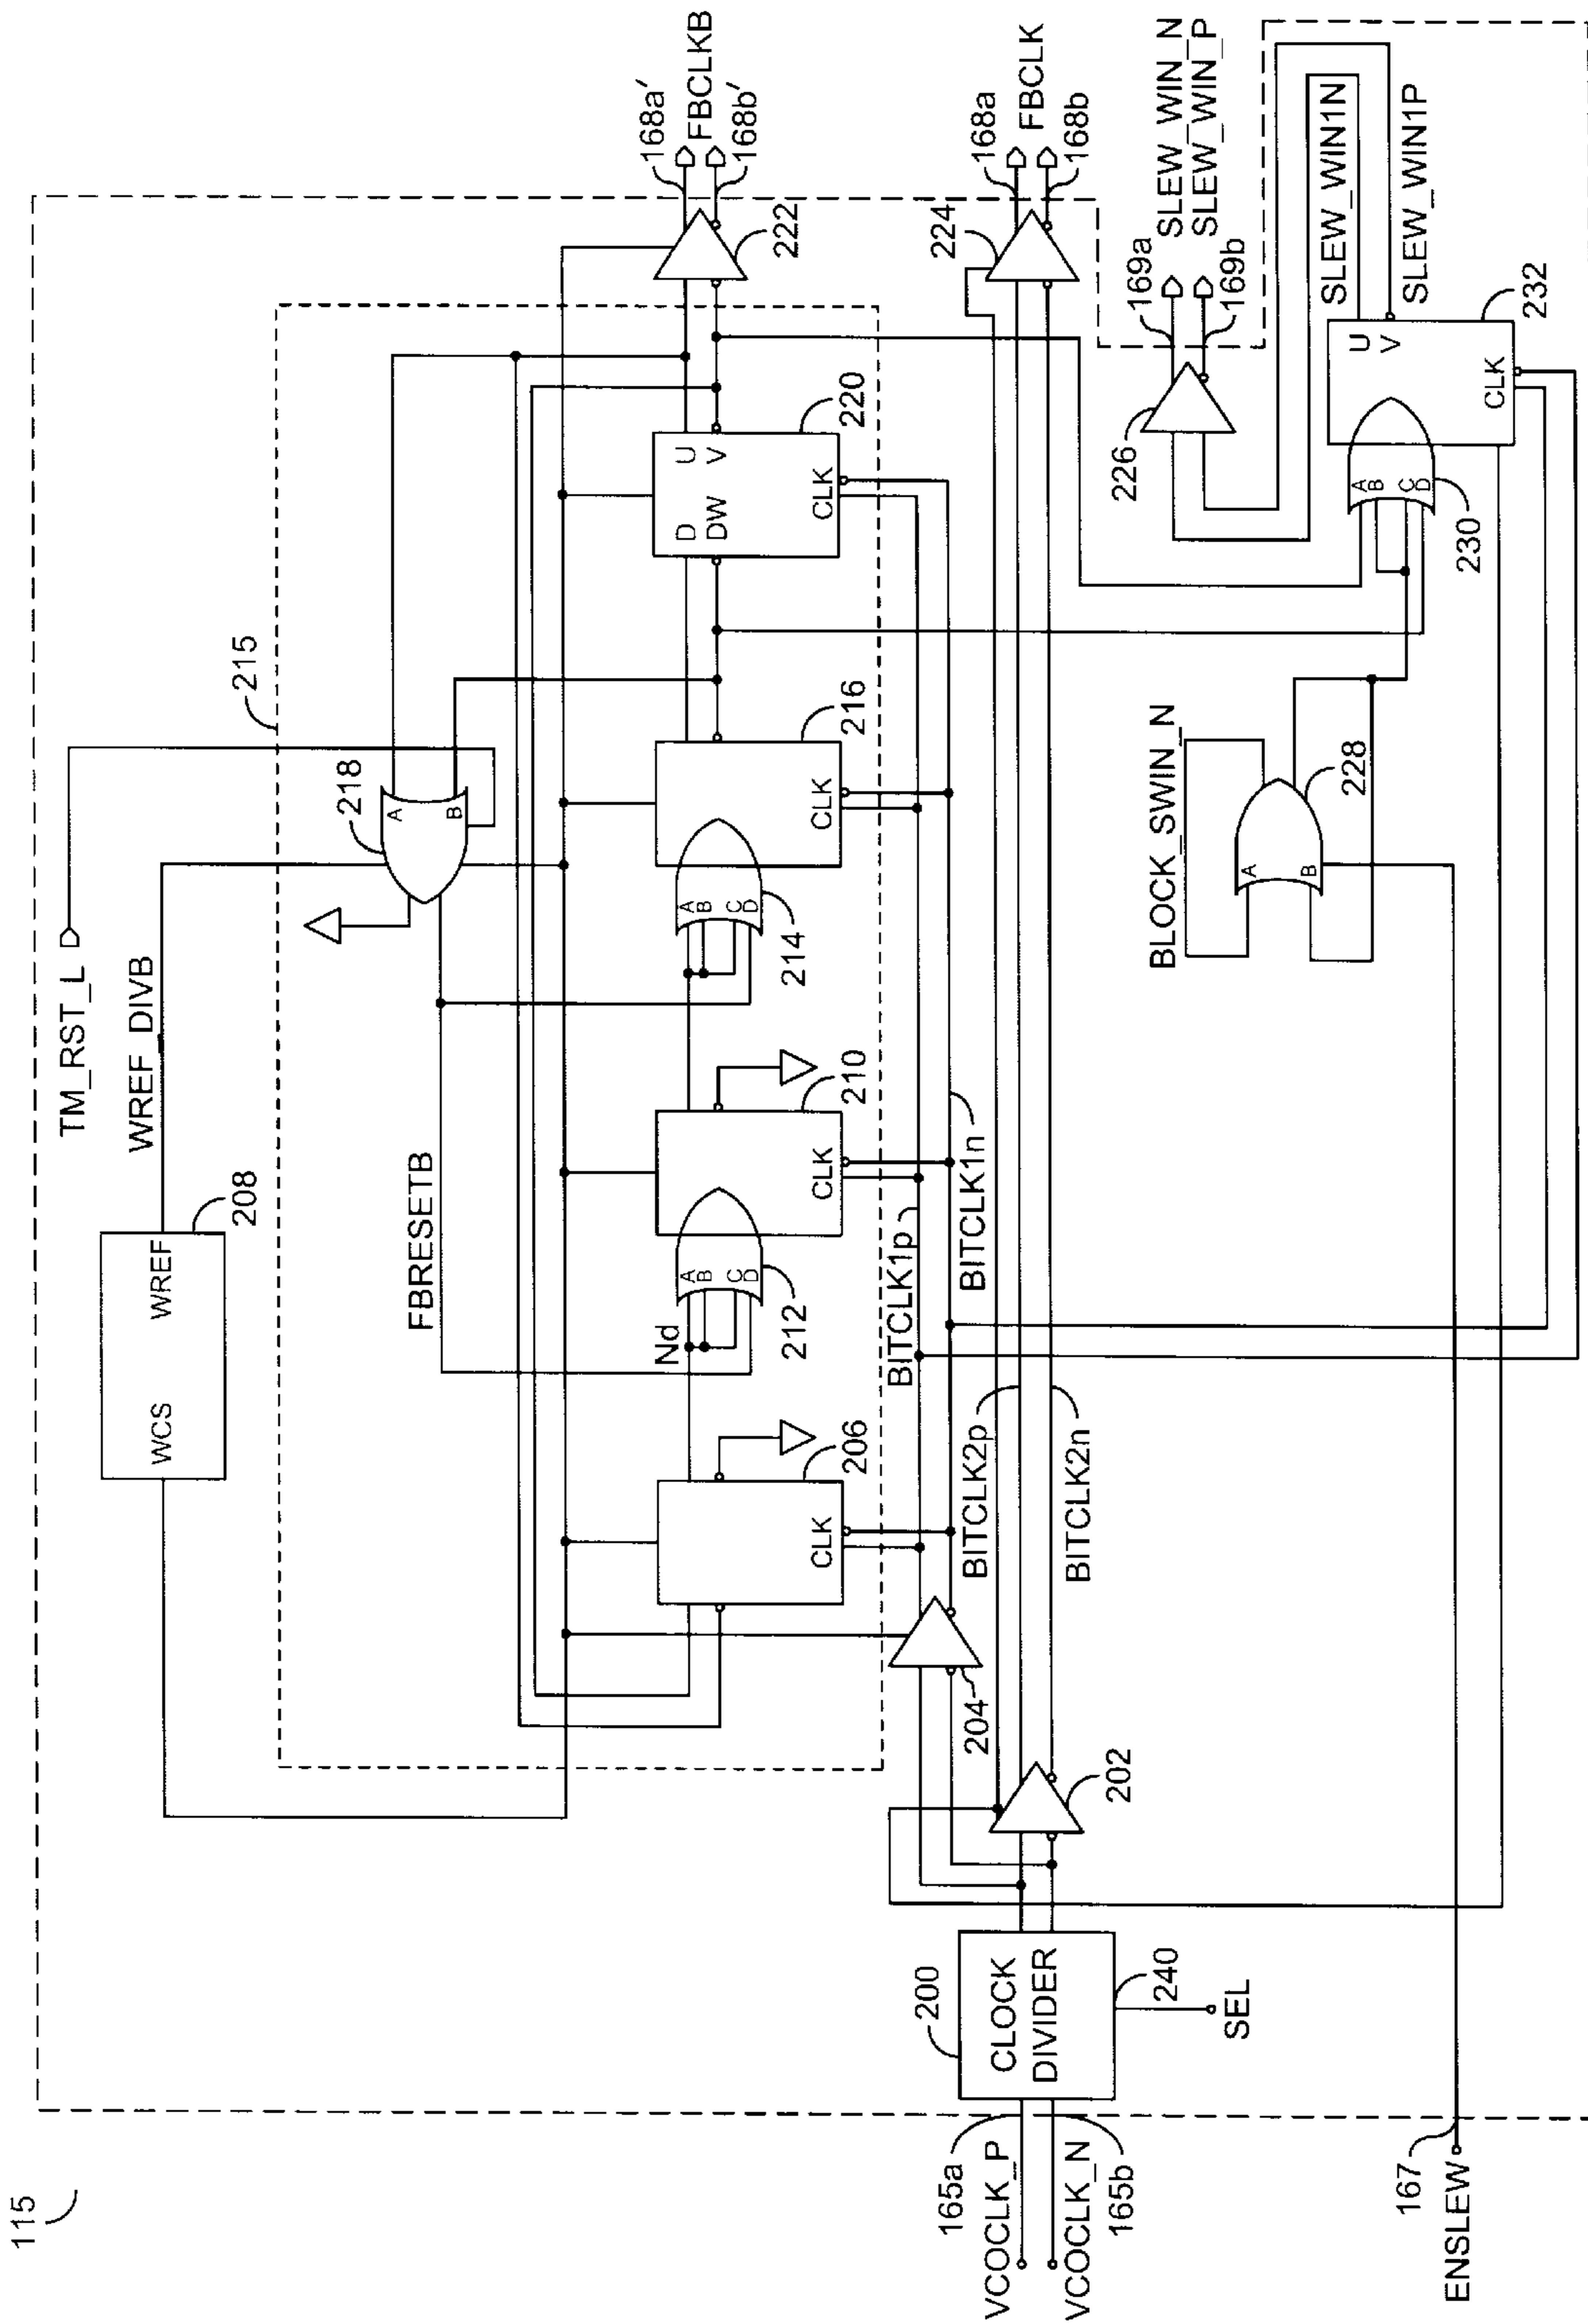 115
TM_RST_L
WREF_DIVB
WCS
WREF
208
215
218
A
B
FBRESETB
168a'
FBCLKB
168b'
222
206
CLK
Nd
A
B
C
D
212
210
CLK
A
B
C
D
214
216
CLK
D
DW
U
V
CLK
220
BITCLK1p
BITCLK1n
BITCLK2p
BITCLK2n
204
202
168a
FBCLK
168b
224
200
CLOCK
DIVIDER
240
SEL
165a
VCOCLK_P
VCOCLK_N
165b
169a
SLEW_WIN_N
SLEW_WIN_P
169b
226
BLOCK_SWIN_N
A
B
228
A
B
C
D
230
U
V
CLK
232
SLEW_WIN1N
SLEW_WIN1P
167
ENSLEW